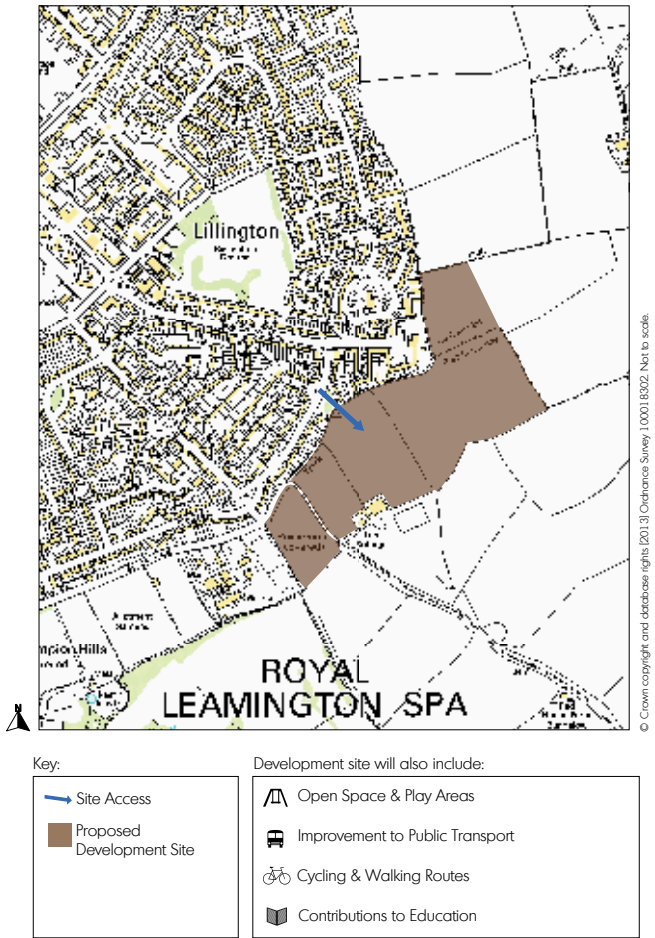 Lillington
ROYAL
LEAMINGTON SPA
N
© Crown copyright and database rights [2013] Ordnance Survey 100018302. Not to scale.
Key:
Site Access
Proposed
Development Site
Development site will also include:
Open Space & Play Areas
Improvement to Public Transport
Cycling & Walking Routes
Contributions to Education